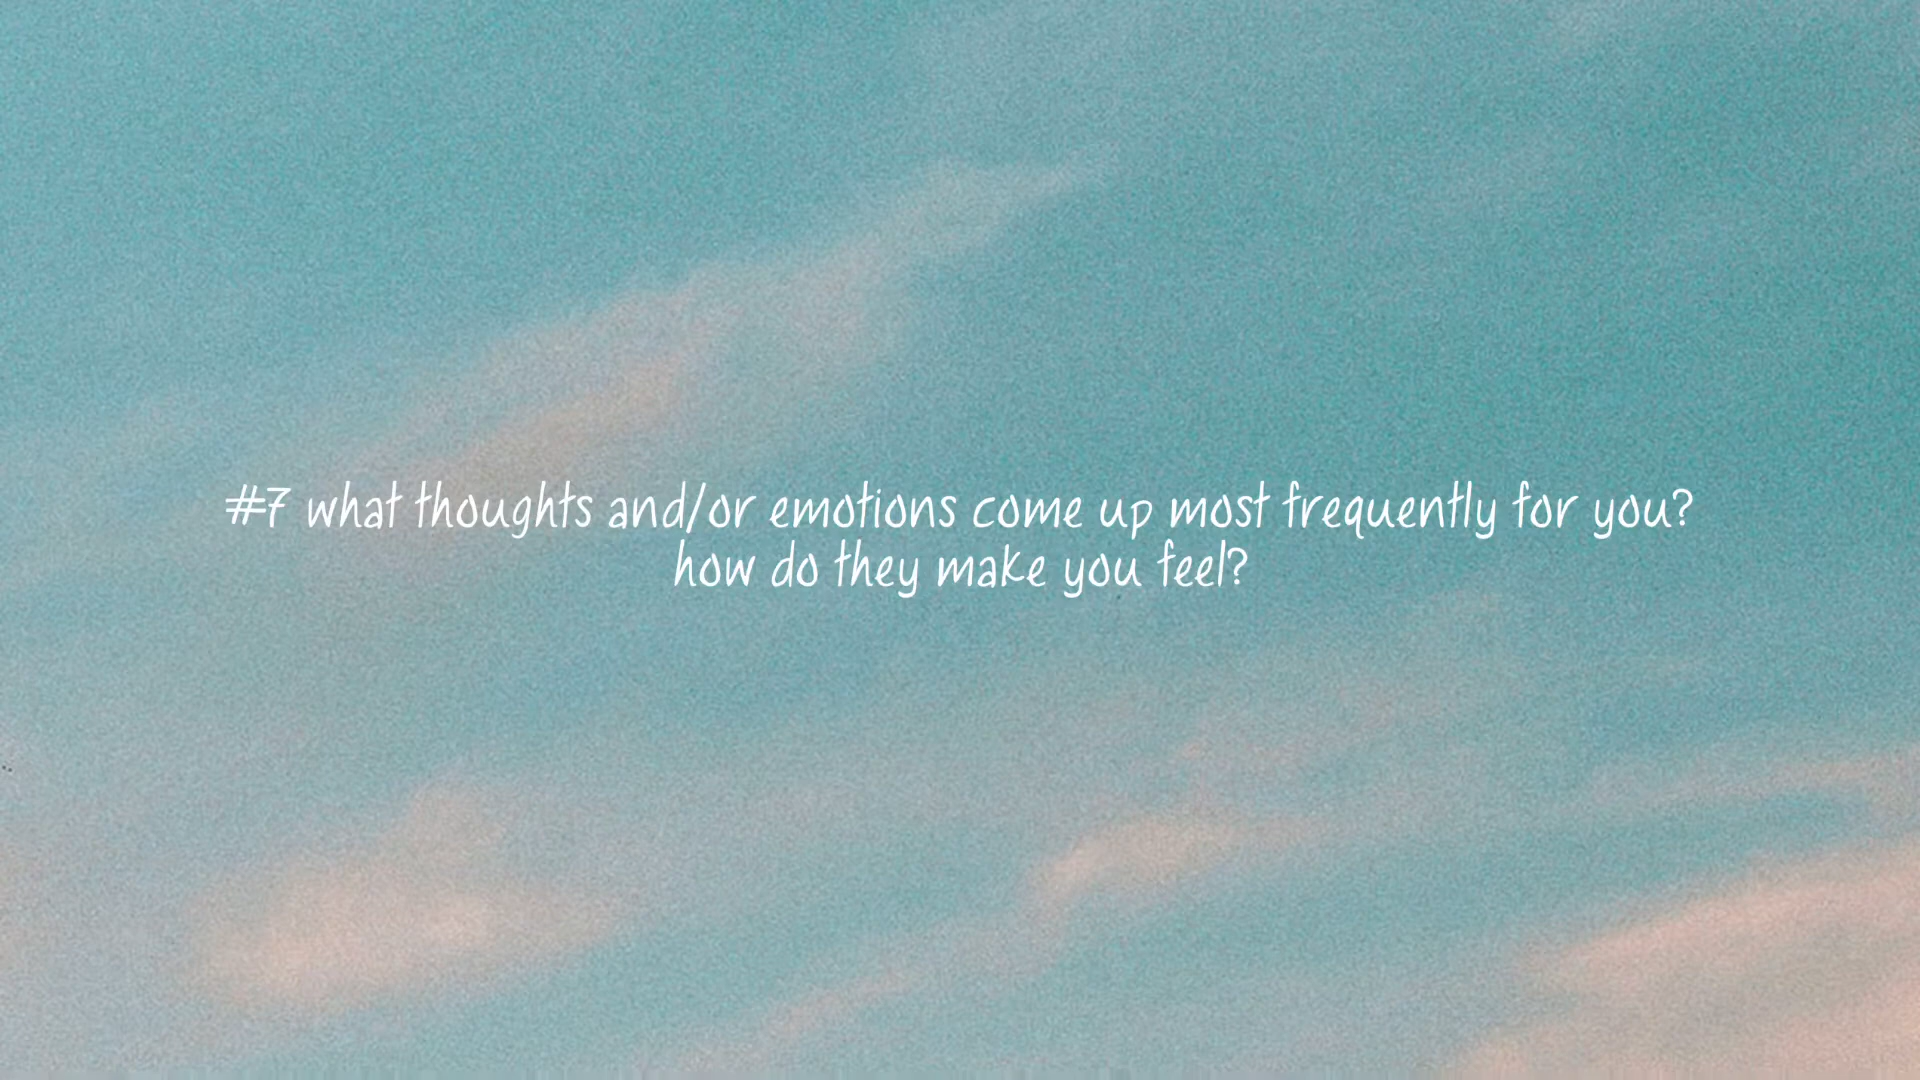 #7 what thoughts and/or emotions come up most frequently for you?
how do they make you feel?